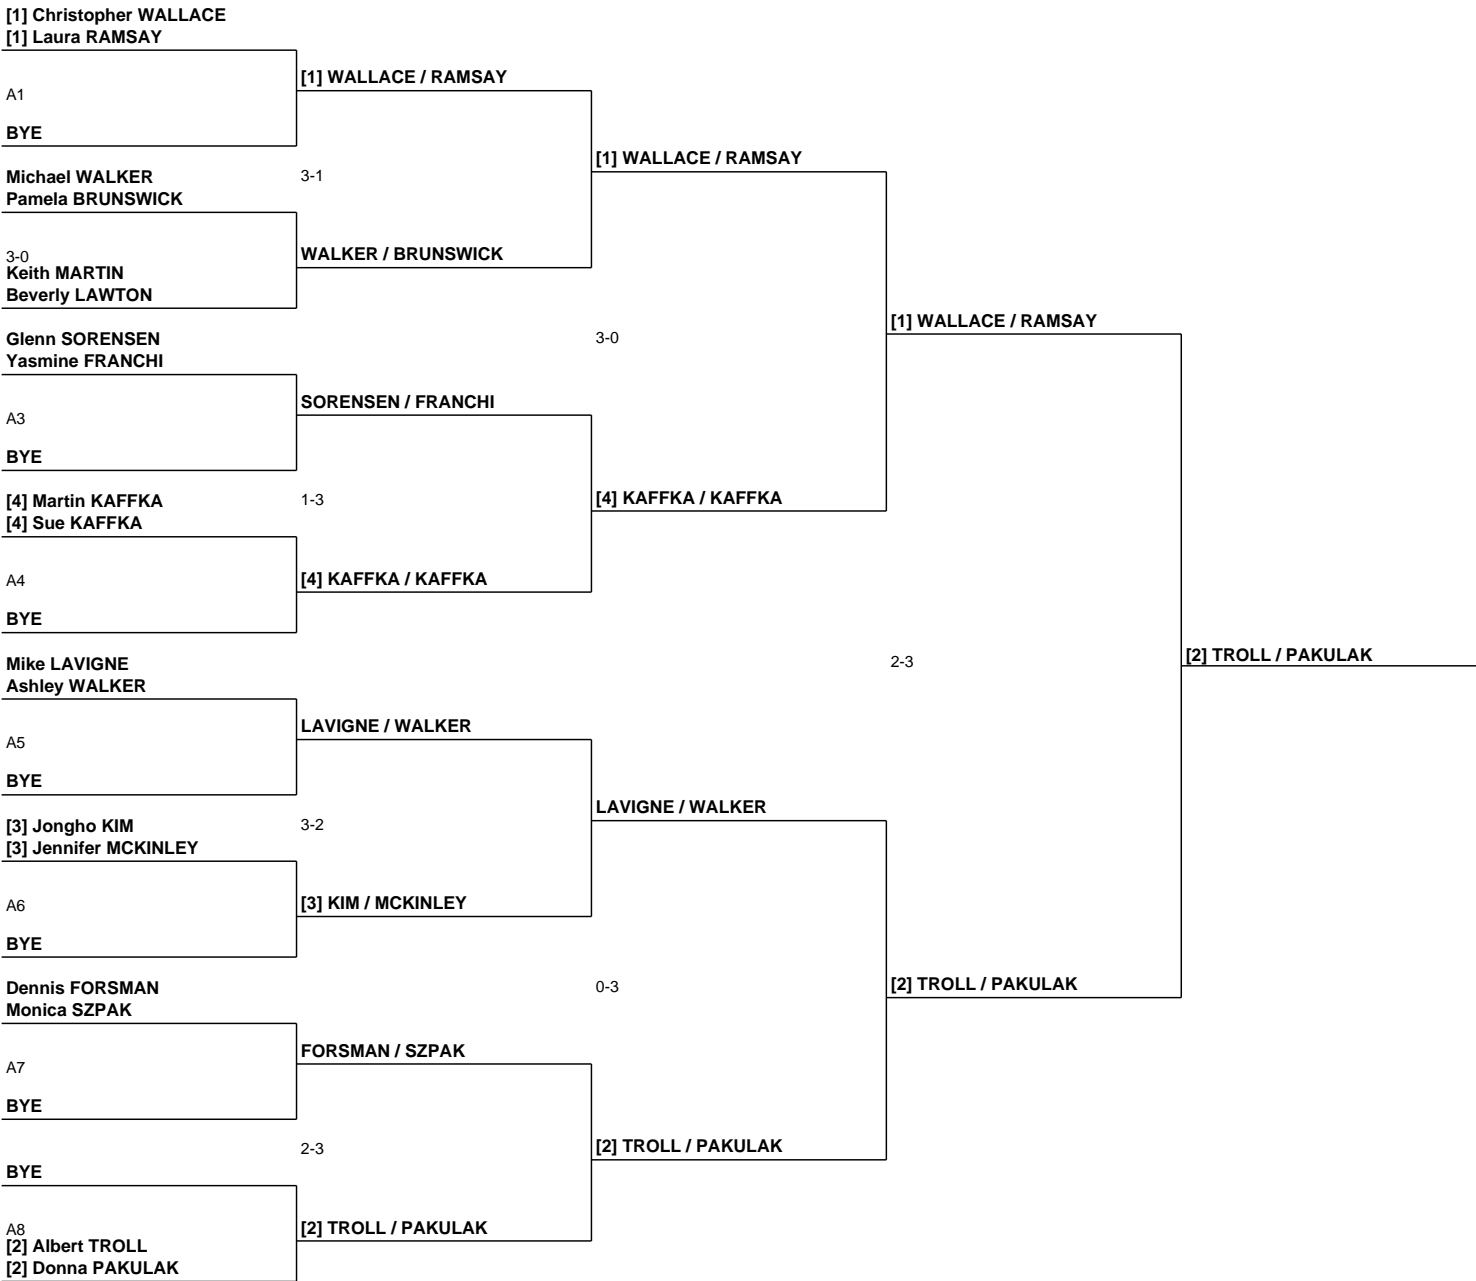 [1] Christopher WALLACE
[1] Laura RAMSAY
[1] WALLACE / RAMSAY
A1
BYE
[1] WALLACE / RAMSAY
Michael WALKER
3-1
Pamela BRUNSWICK
WALKER / BRUNSWICK
3-0
Keith MARTIN
Beverly LAWTON
[1] WALLACE / RAMSAY
Glenn SORENSEN
3-0
Yasmine FRANCHI
SORENSEN / FRANCHI
A3
BYE
[4] Martin KAFFKA
1-3
[4] KAFFKA / KAFFKA
[4] Sue KAFFKA
[4] KAFFKA / KAFFKA
A4
BYE
Mike LAVIGNE
2-3
[2] TROLL / PAKULAK
Ashley WALKER
LAVIGNE / WALKER
A5
BYE
LAVIGNE / WALKER
[3] Jongho KIM
3-2
[3] Jennifer MCKINLEY
[3] KIM / MCKINLEY
A6
BYE
Dennis FORSMAN
0-3
[2] TROLL / PAKULAK
Monica SZPAK
FORSMAN / SZPAK
A7
BYE
2-3
[2] TROLL / PAKULAK
BYE
[2] TROLL / PAKULAK
A8
[2] Albert TROLL
[2] Donna PAKULAK